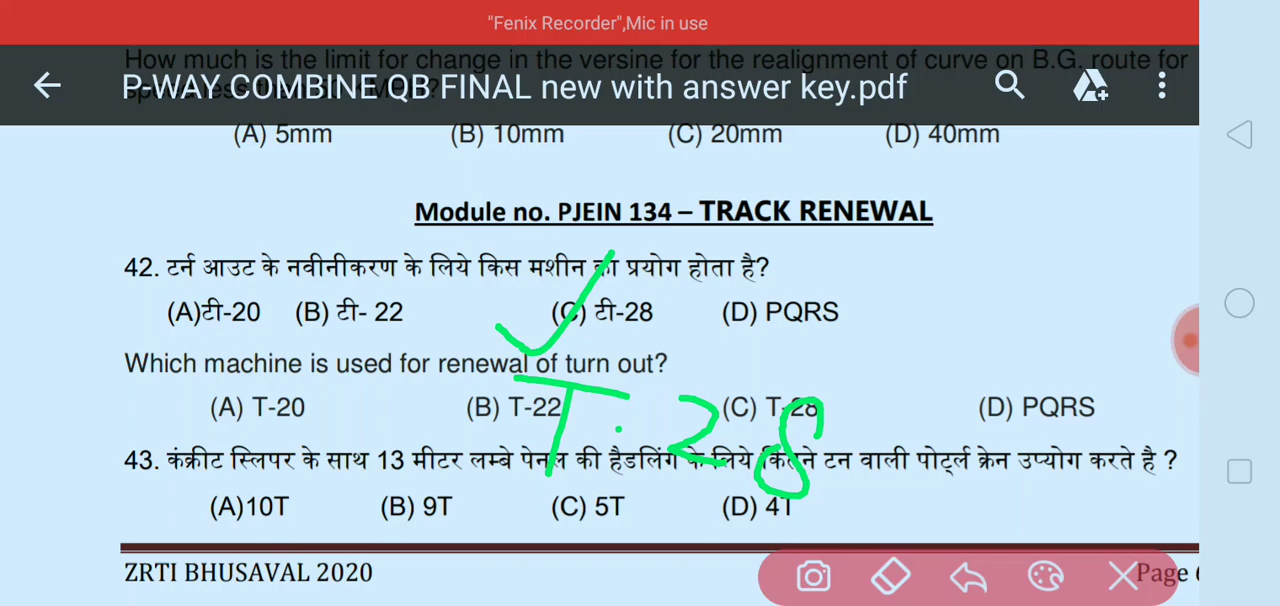 "Fenix Recorder",Mic in use
How much is the limit for change in the versine for the realignment of curve on B.G. route for
P-WAY COMBINE QB FINAL new with answer key.pdf
(A) 5mm (B) 10mm (C) 20mm (D) 40mm
Module no. PJEIN 134 – TRACK RENEWAL
42. टर्न आउट के नवीनीकरण के लिये किस मशीन का प्रयोग होता है?
(A)टी-20 (B) टी- 22 (C) टी-28 (D) PQRS
Which machine is used for renewal of turn out?
T. 28
(A) T-20 (B) T-22 (C) T-28 (D) PQRS
43. कंक्रीट स्लिपर के साथ 13 मीटर लम्बे पेनल की हैडलिंग के लिये कितने टन वाली पोर्ट्ल क्रेन उप्योग करते है ?
(A)10T (B) 9T (C) 5T (D) 4T
ZRTI BHUSAVAL 2020 Page